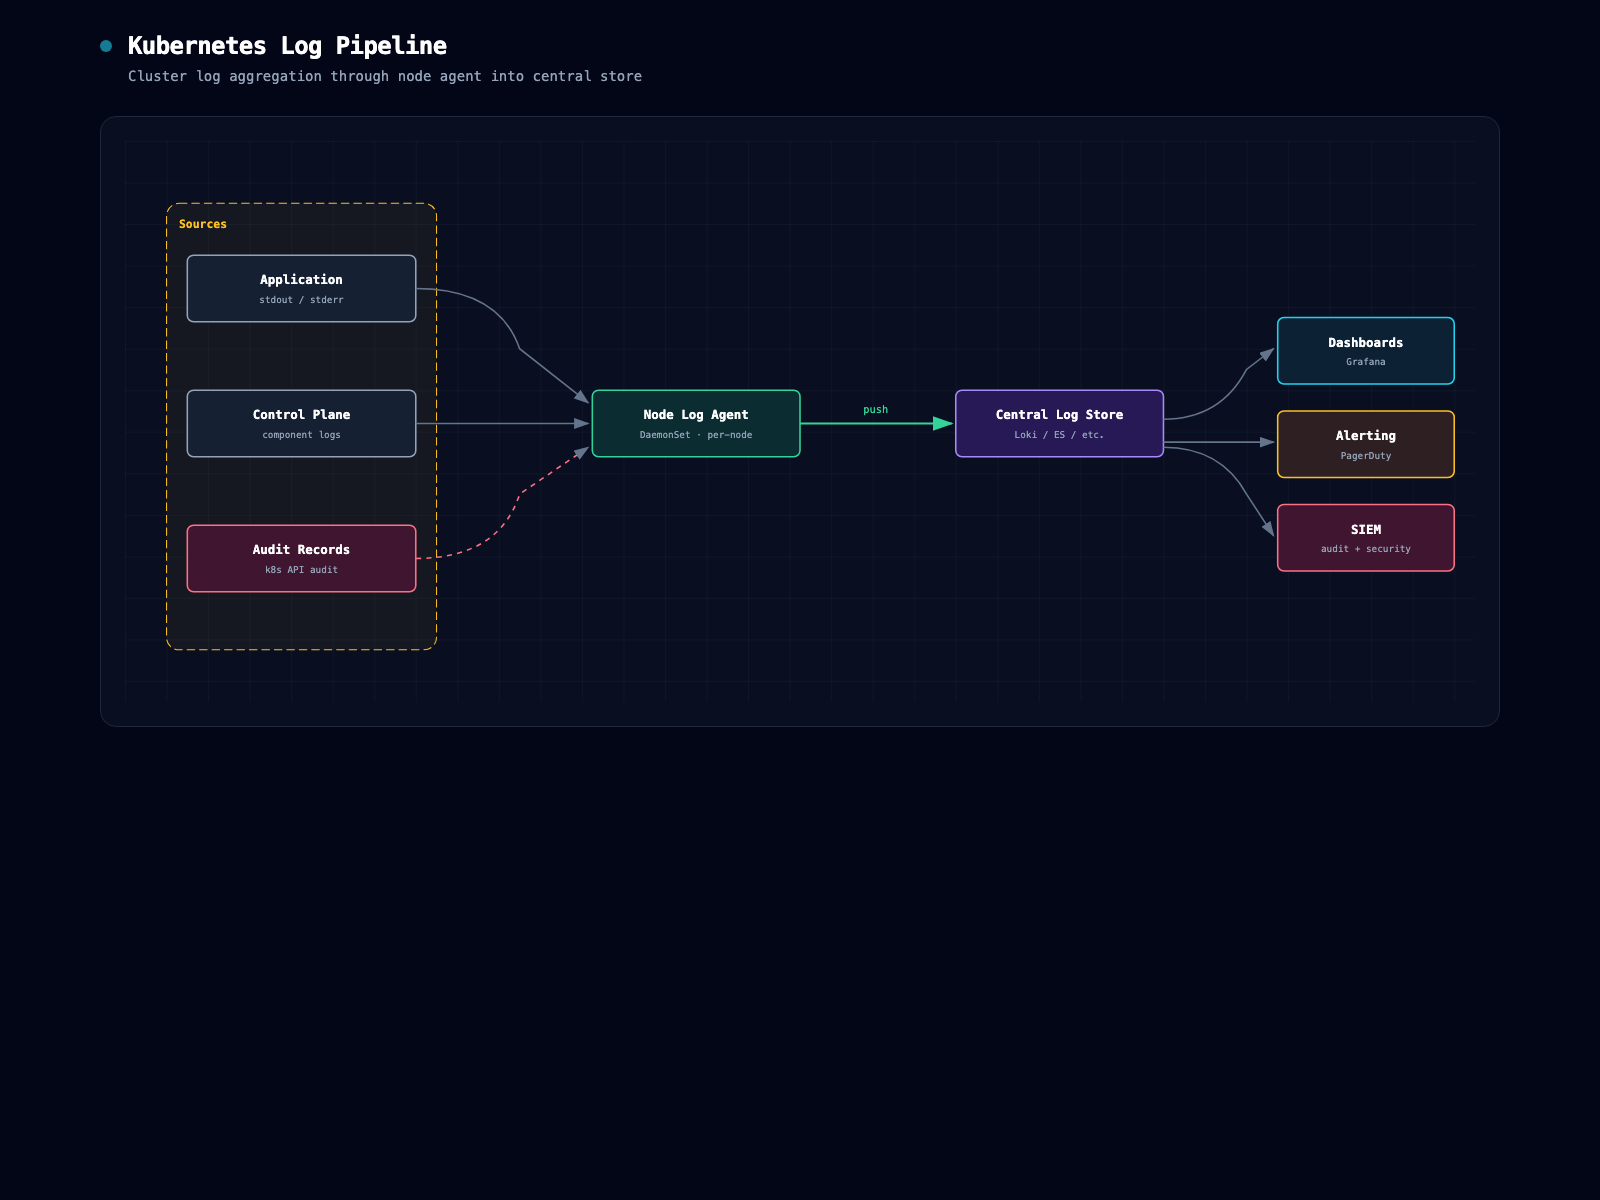 Kubernetes Log Pipeline
Cluster log aggregation through node agent into central store
Sources
Application
stdout / stderr
Control Plane
component logs
Audit Records
k8s API audit
Node Log Agent
DaemonSet · per-node
push
Central Log Store
Loki / ES / etc.
Dashboards
Grafana
Alerting
PagerDuty
SIEM
audit + security